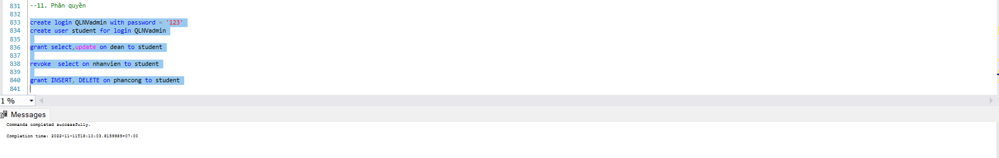 831 --11. Phân quyền
832
833 create login QLNVadmin with password = '123'
834 create user student for login QLNVadmin
835
836 grant select,update on dean to student
837
838 revoke  select on nhanvien to student
839
840 grant INSERT, DELETE on phancong to student
841
71 %
Messages
Commands completed successfully.
Completion time: 2022-11-11T18:10:03.8159985+07:00